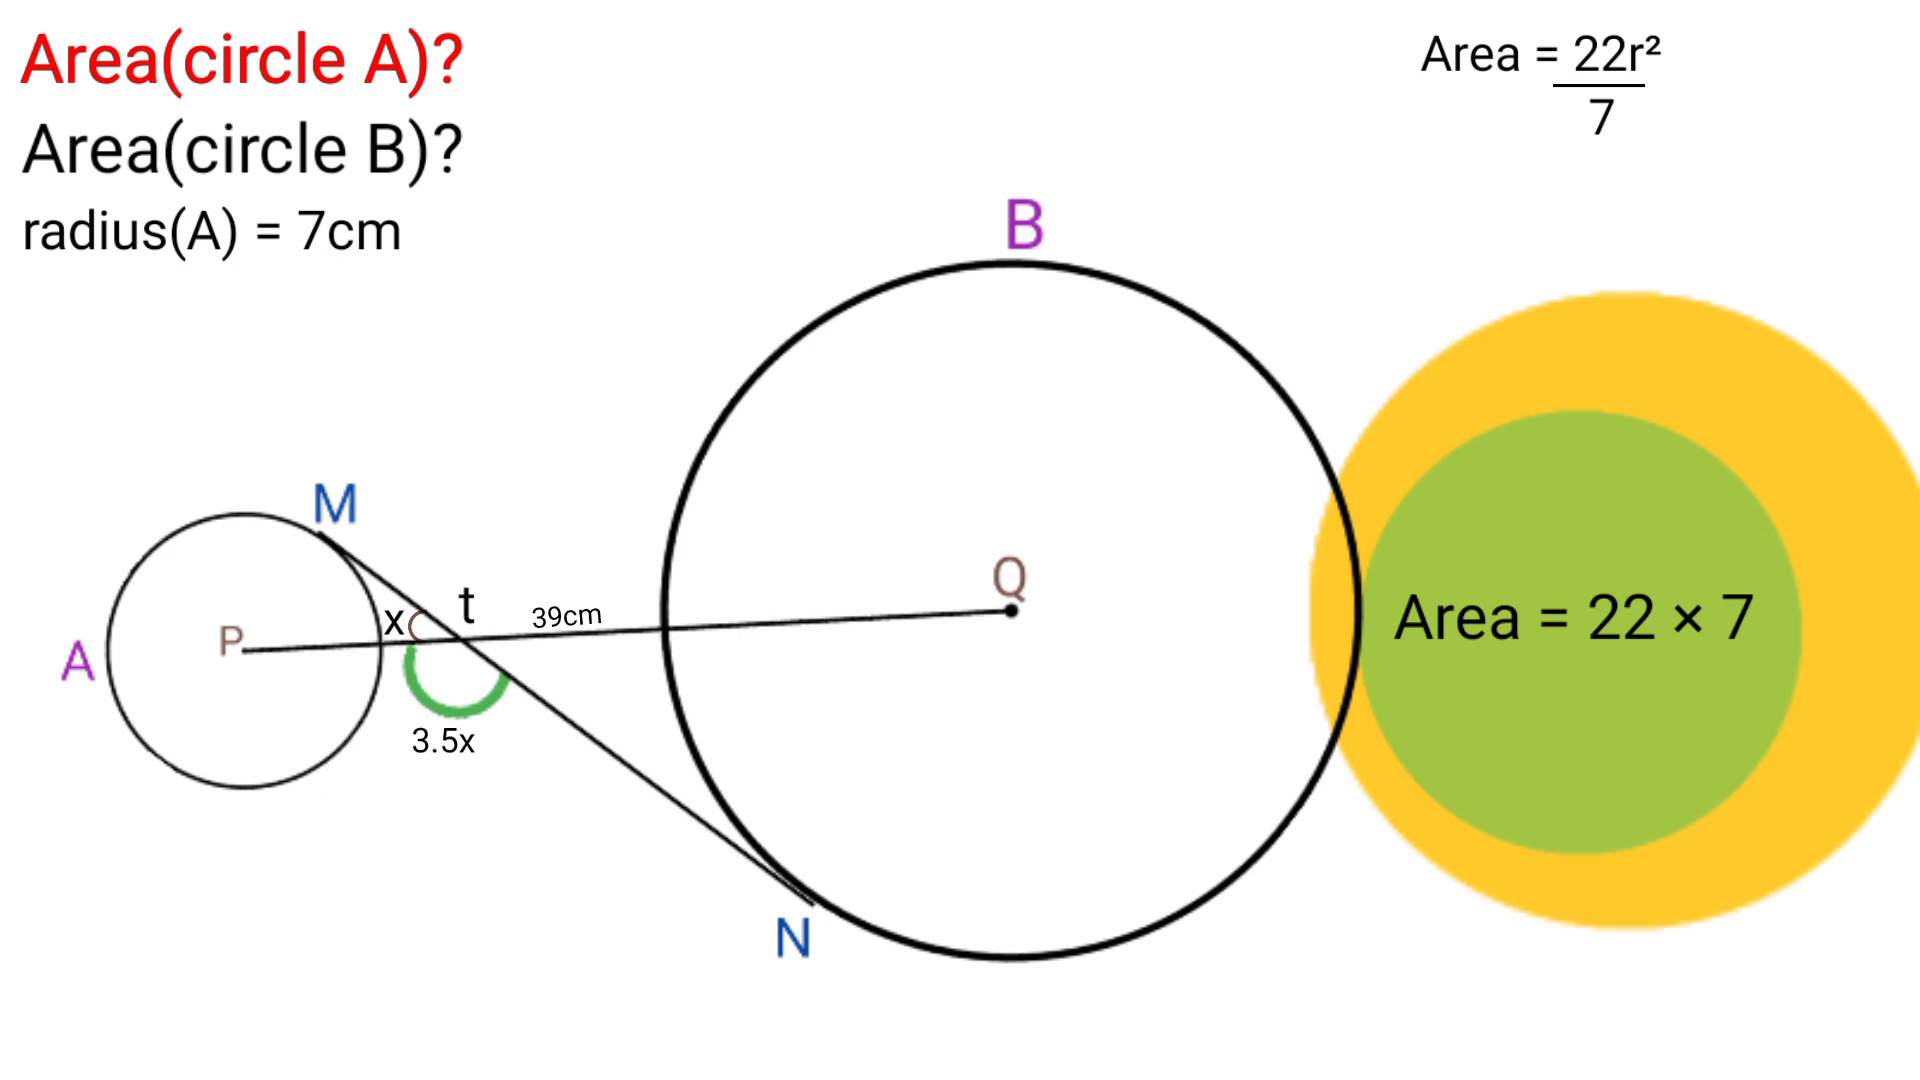 Area(circle A)?
Area(circle B)?
radius(A) = 7cm
Area = 22r²
7
B
M
A
P
x
t
39cm
Q
3.5x
N
Area = 22 × 7